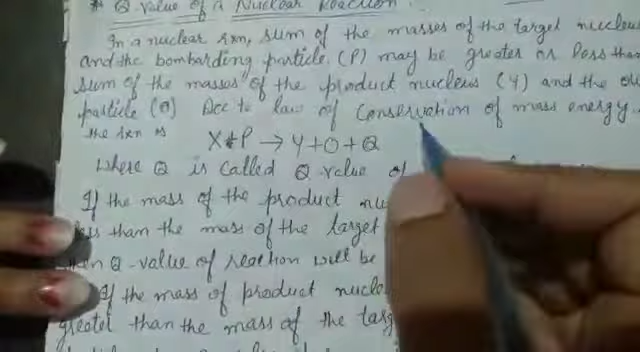 * Q value of a Nuclear Reaction
In a nuclear rxn, sum of the masses of the target nucleus
and the bombarding particle (P) may be greater or less than
sum of the masses of the product nucleus (Y) and the
particle (O) Acc to law of conservation of mass energy
the rxn is
X+P → Y+O+Q
Where Q is called Q value of
If the mass of the product
than the mass of the target
Q-value of reaction will be
If the mass of product
greater than the mass of the